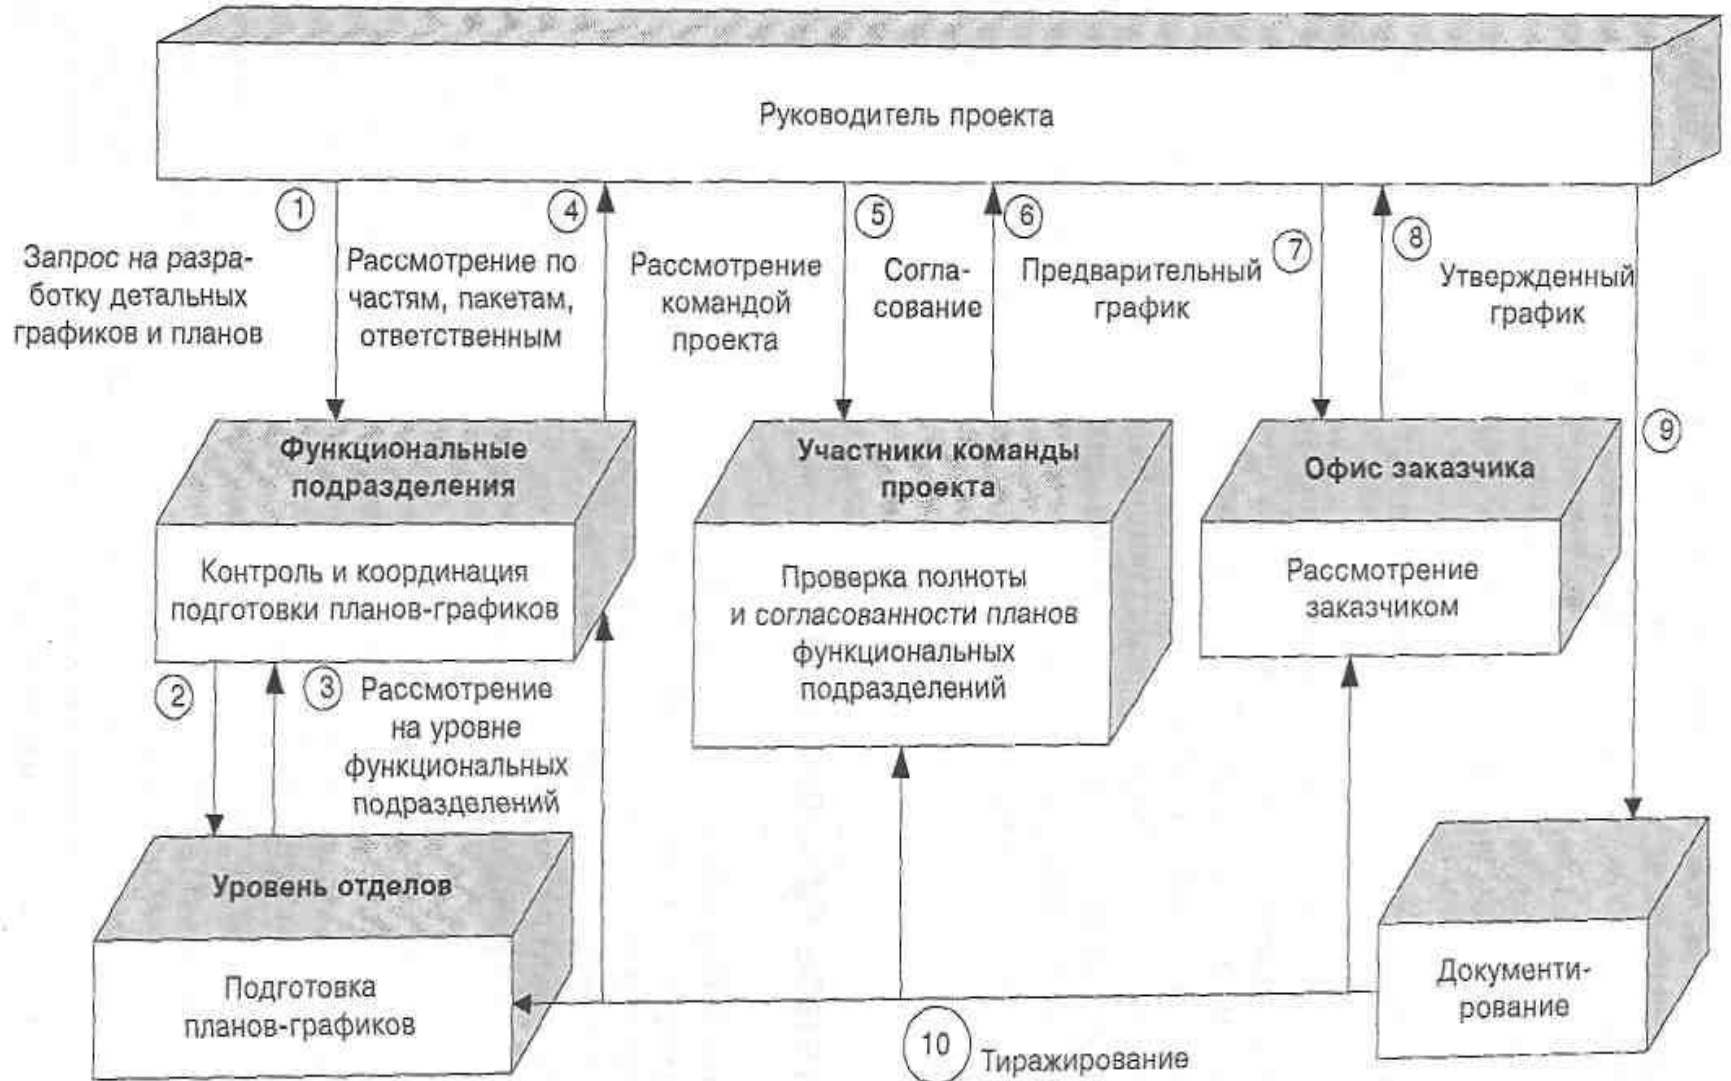 Руководитель проекта
1
Запрос на разра-
ботку детальных
графиков и планов
4
Рассмотрение по
частям, пакетам,
ответственным
5
Рассмотрение
командой
проекта
6
Согла-
сование
7
Предварительный
график
8
Утвержденный
график
9
Функциональные
подразделения
Контроль и координация
подготовки планов-графиков
Участники команды
проекта
Проверка полноты
и согласованности планов
функциональных
подразделений
Офис заказчика
Рассмотрение
заказчиком
2
3
Рассмотрение
на уровне
функциональных
подразделений
Уровень отделов
Подготовка
планов-графиков
Документи-
рование
10
Тиражирование